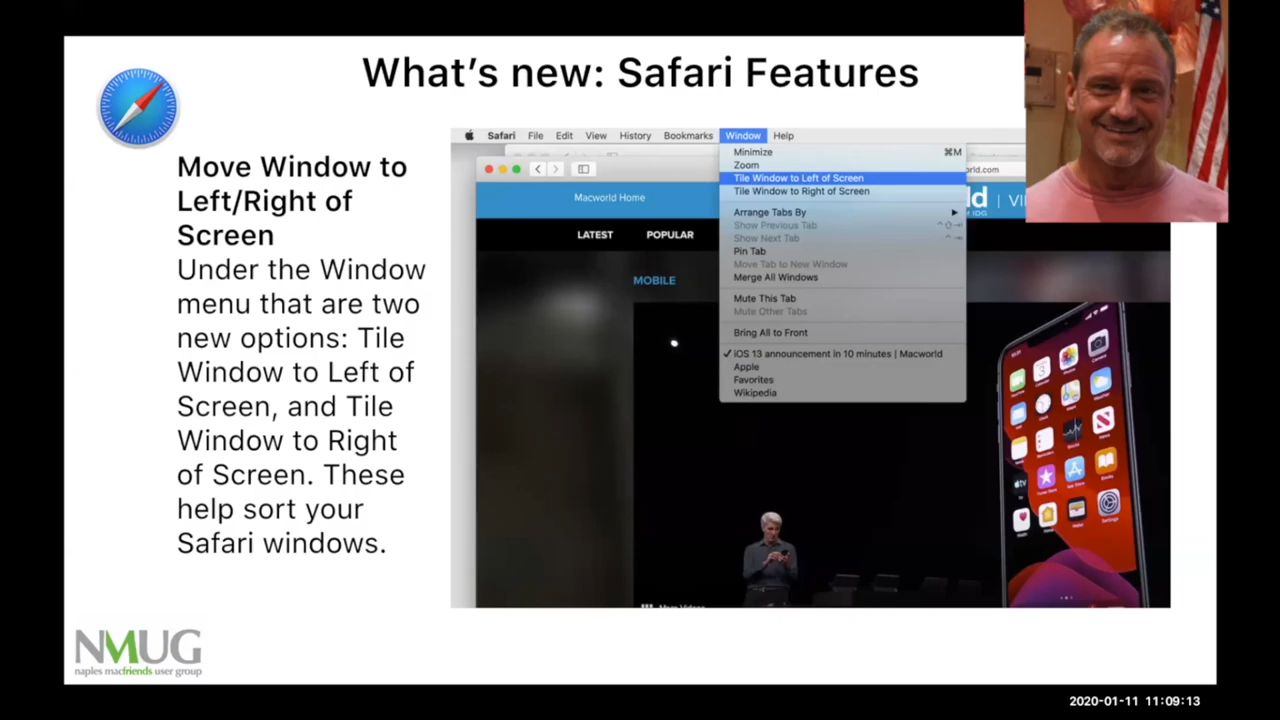 What's new: Safari Features
Move Window to
Left/Right of
Screen
Under the Window
menu that are two
new options: Tile
Window to Left of
Screen, and Tile
Window to Right
of Screen. These
help sort your
Safari windows.
Safari File Edit View History Bookmarks Window Help
Minimize ⌘M
Zoom
Tile Window to Left of Screen
Tile Window to Right of Screen
Arrange Tabs By
Show Previous Tab
Show Next Tab
Pin Tab
Move Tab to New Window
Merge All Windows
Mute This Tab
Mute Other Tabs
Bring All to Front
✓ iOS 13 announcement in 10 minutes | Macworld
Apple
Favorites
Wikipedia
Macworld Home
LATEST POPULAR
MOBILE
NMUG
naples macfriends user group
2020-01-11 11:09:13